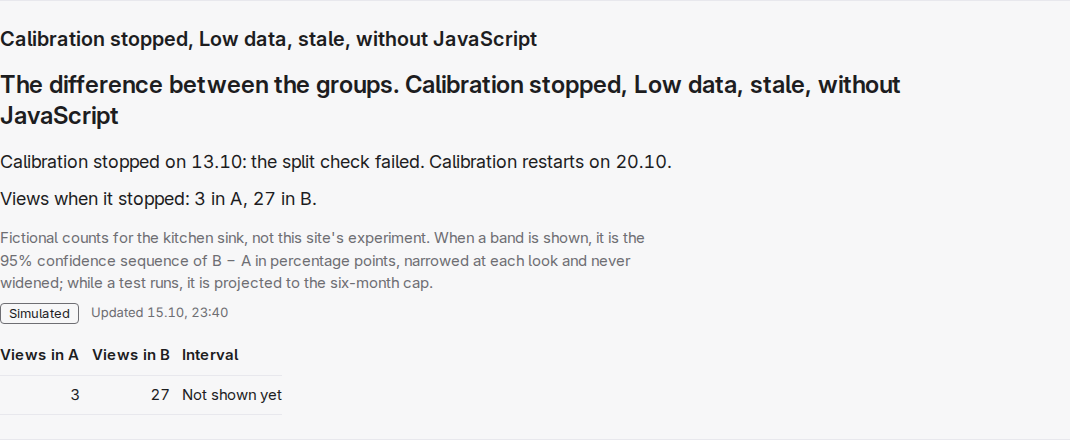 Calibration stopped, Low data, stale, without JavaScript
The difference between the groups. Calibration stopped, Low data, stale, without
JavaScript
Calibration stopped on 13.10: the split check failed. Calibration restarts on 20.10.
Views when it stopped: 3 in A, 27 in B.
Fictional counts for the kitchen sink, not this site's experiment. When a band is shown, it is the
95% confidence sequence of B − A in percentage points, narrowed at each look and never
widened; while a test runs, it is projected to the six-month cap.
Simulated Updated 15.10, 23:40
Views in A Views in B Interval
3 27 Not shown yet